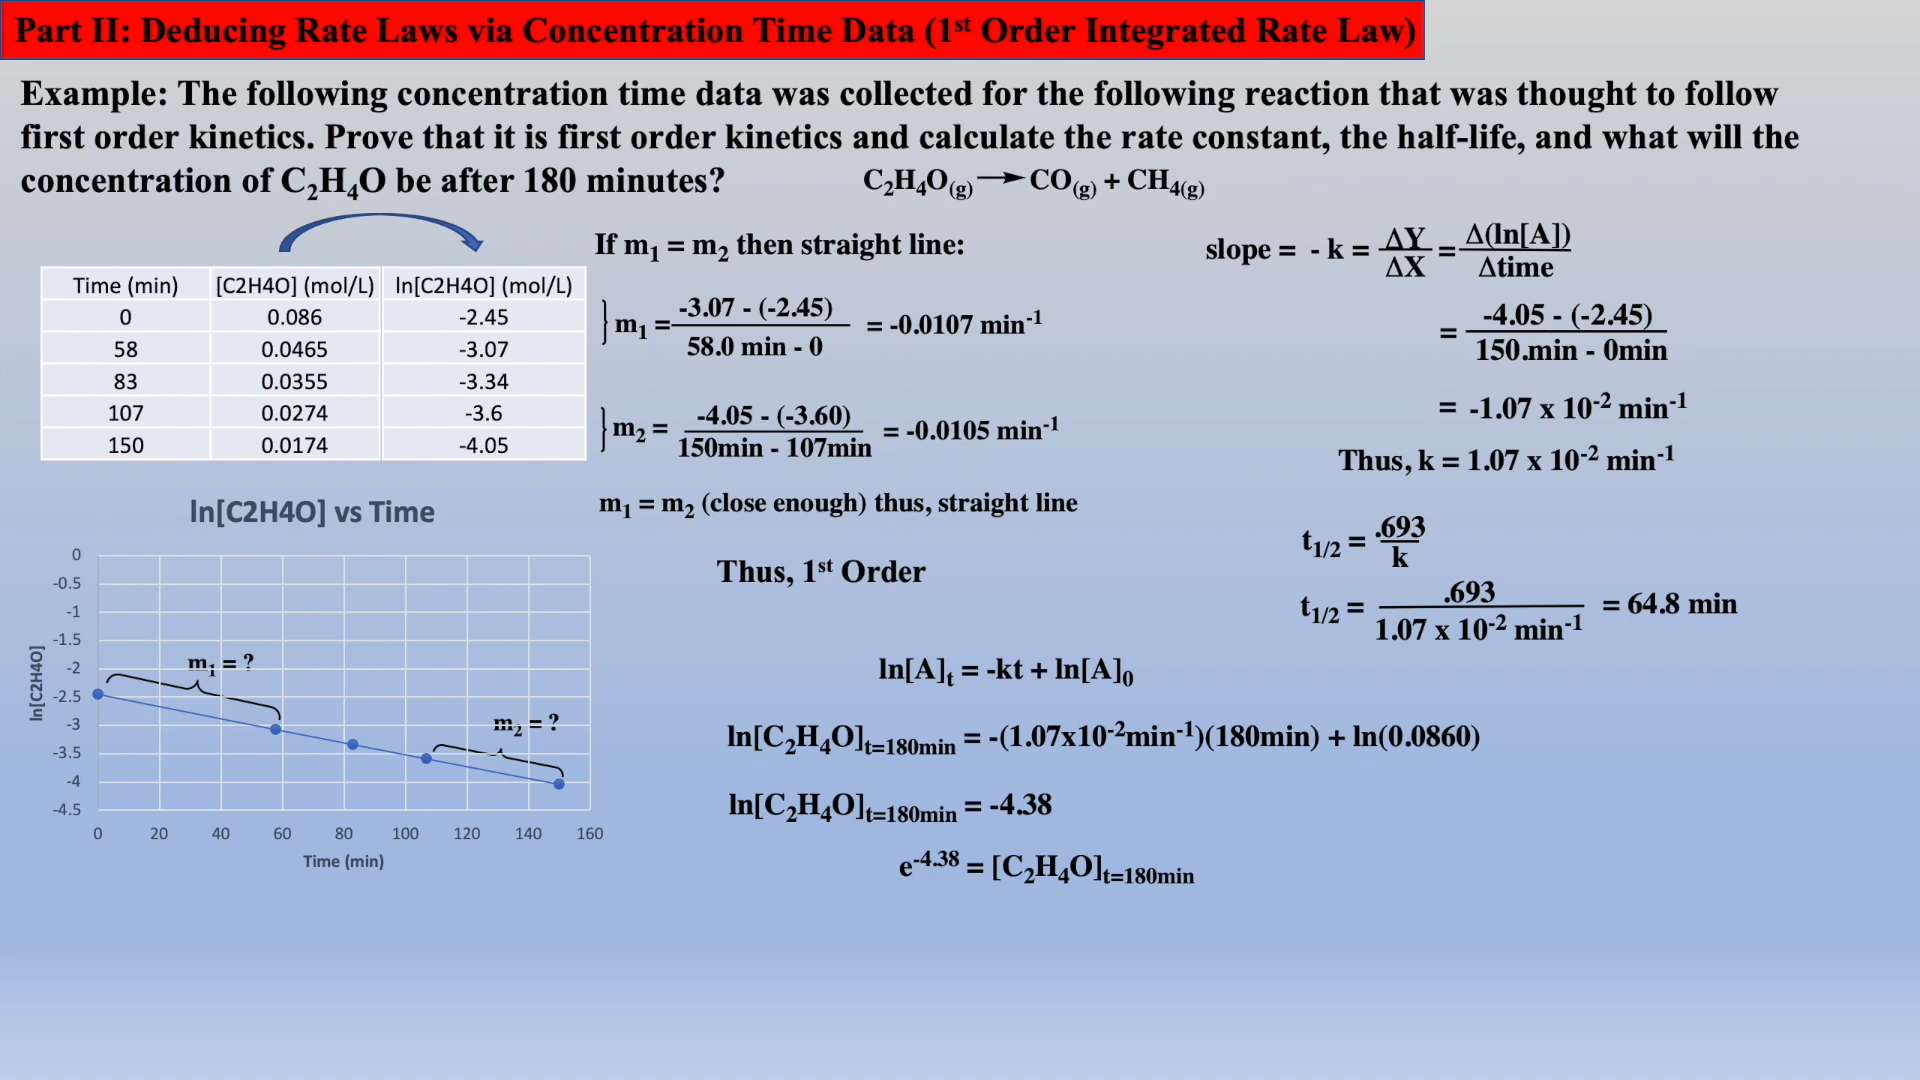 Part II: Deducing Rate Laws via Concentration Time Data (1st Order Integrated Rate Law)
Example: The following concentration time data was collected for the following reaction that was thought to follow
first order kinetics. Prove that it is first order kinetics and calculate the rate constant, the half-life, and what will the
concentration of C₂H₄O be after 180 minutes?
C₂H₄O(g) → CO(g) + CH₄(g)
Time (min) [C2H4O] (mol/L) ln[C2H4O] (mol/L)
0 0.086 -2.45
58 0.0465 -3.07
83 0.0355 -3.34
107 0.0274 -3.6
150 0.0174 -4.05
ln[C2H4O] vs Time
0
-0.5
-1
-1.5
-2
-2.5
-3
-3.5
-4
-4.5
ln[C2H4O]
m₁ = ?
m₂ = ?
0 20 40 60 80 100 120 140 160
Time (min)
If m₁ = m₂ then straight line:
m₁ = -3.07 - (-2.45)
58.0 min - 0
= -0.0107 min⁻¹
m₂ = -4.05 - (-3.60)
150min - 107min
= -0.0105 min⁻¹
m₁ = m₂ (close enough) thus, straight line
Thus, 1st Order
slope = - k = ΔY = Δ(ln[A])
ΔX Δtime
= -4.05 - (-2.45)
150.min - 0min
= -1.07 x 10⁻² min⁻¹
Thus, k = 1.07 x 10⁻² min⁻¹
t1/2 = .693
k
t1/2 = .693
1.07 x 10⁻² min⁻¹
= 64.8 min
ln[A]t = -kt + ln[A]₀
ln[C₂H₄O]t=180min = -(1.07x10⁻²min⁻¹)(180min) + ln(0.0860)
ln[C₂H₄O]t=180min = -4.38
e⁻⁴·³⁸ = [C₂H₄O]t=180min